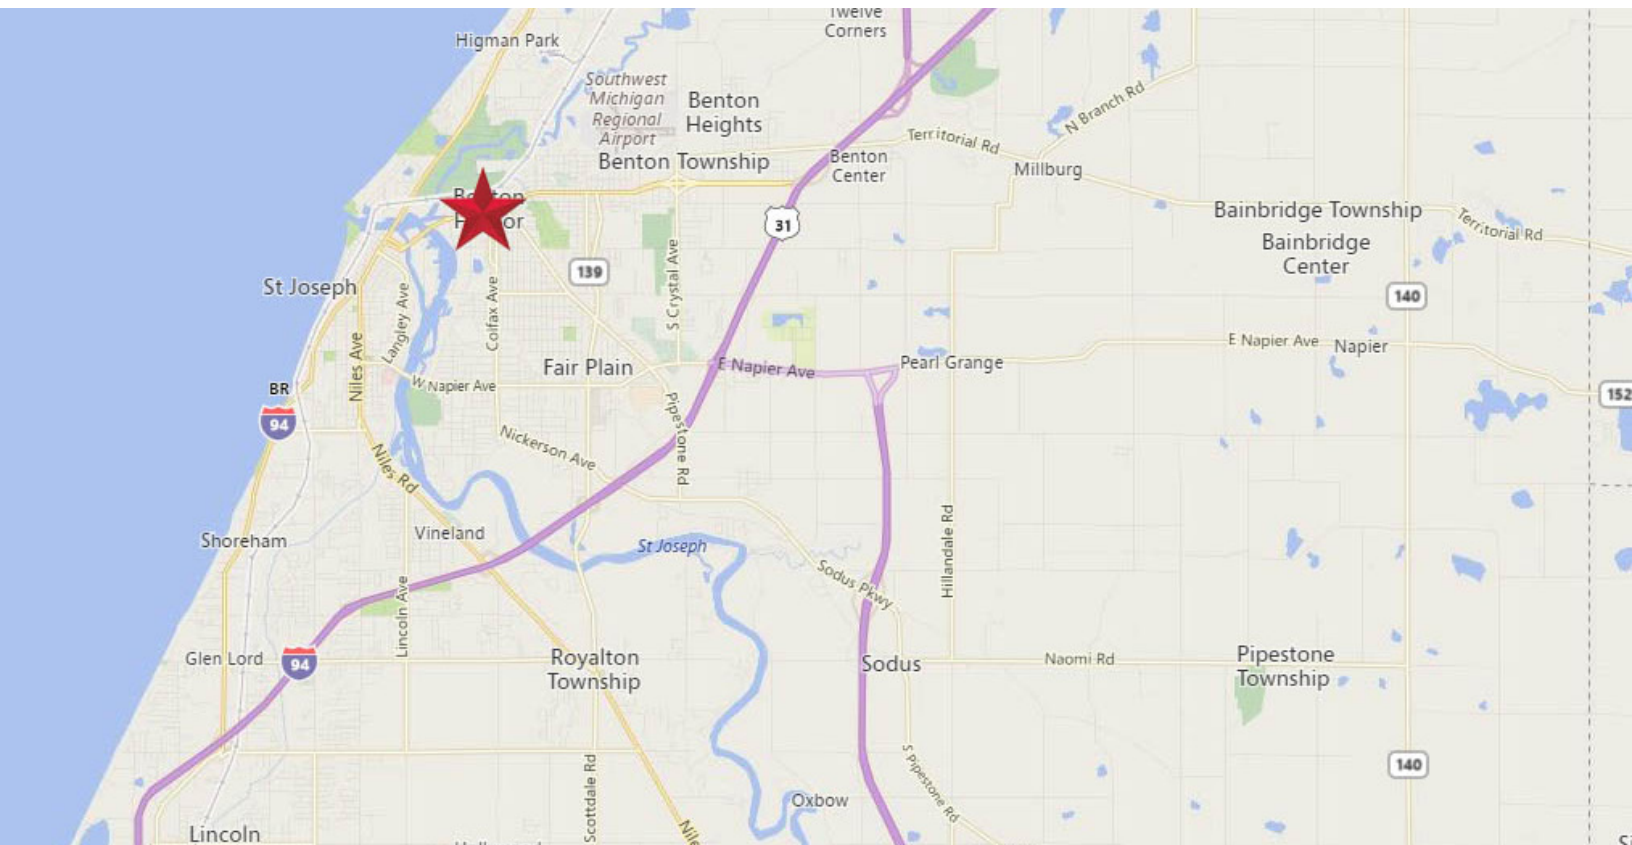 Twelve
Corners
Higman Park
Southwest
Michigan
Regional
Airport
Benton
Heights
N Branch Rd
Territorial Rd
Benton Township
Benton
Center
Millburg
Bainbridge Township
Territorial Rd
31
Bainbridge
Center
139
St Joseph
S Crystal Ave
Colfax Ave
Langley Ave
140
Niles Ave
E Napier Ave
Napier
Fair Plain
E Napier Ave
Pearl Grange
W Napier Ave
BR
94
152
Pipestone Rd
Nickerson Ave
Niles Rd
Shoreham
Vineland
St Joseph
Hillandale Rd
Sodus Pkwy
Lincoln Ave
Glen Lord
94
Royalton
Township
Sodus
Naomi Rd
Pipestone
Township
140
S Pipestone Rd
Scottdale Rd
Oxbow
Lincoln